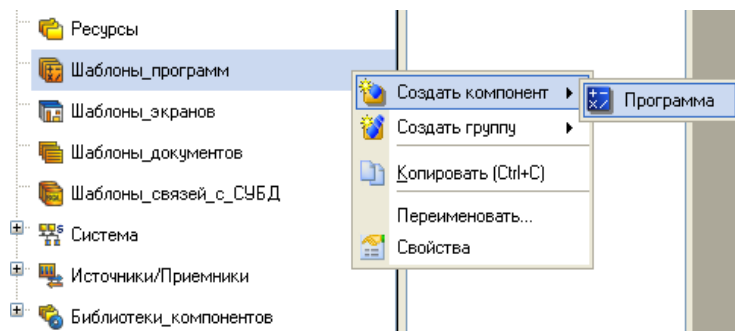 Ресурсы
Шаблоны_программ
Шаблоны_экранов
Шаблоны_документов
Шаблоны_связей_с_СУБД
Система
Источники/Приемники
Библиотеки_компонентов
Создать компонент
Создать группу
Копировать (Ctrl+C)
Переименовать...
Свойства
Программа